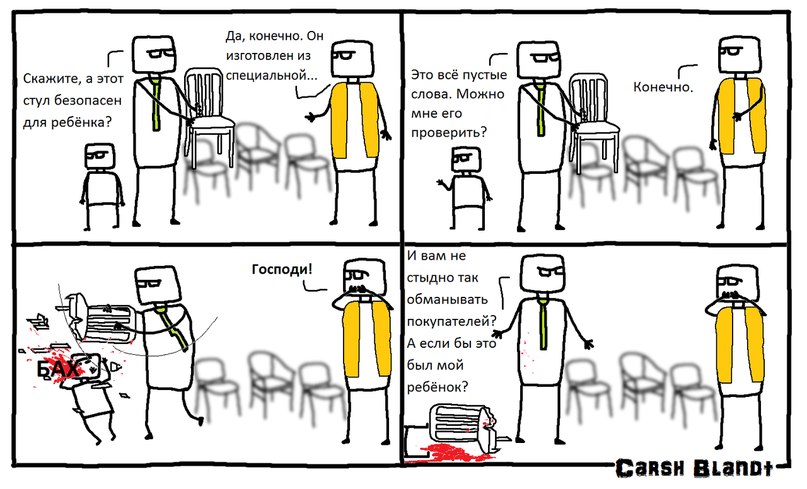 Скажите, а этот
стул безопасен
для ребёнка?
Да, конечно. Он
изготовлен из
специальной...
Это всё пустые
слова. Можно
мне его
проверить?
Конечно.
БАХ
Господи!
И вам не
стыдно так
обманывать
покупателей?
А если бы это
был мой
ребёнок?
CARSH BLANDT